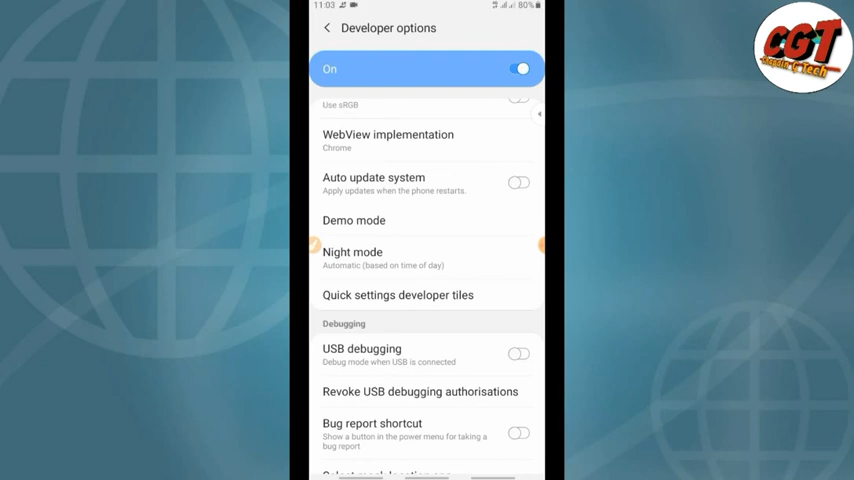 11:03
80%
Developer options
On
Use sRGB
WebView implementation
Chrome
Auto update system
Apply updates when the phone restarts.
Demo mode
Night mode
Automatic (based on time of day)
Quick settings developer tiles
Debugging
USB debugging
Debug mode when USB is connected
Revoke USB debugging authorisations
Bug report shortcut
Show a button in the power menu for taking a
bug report
CGT